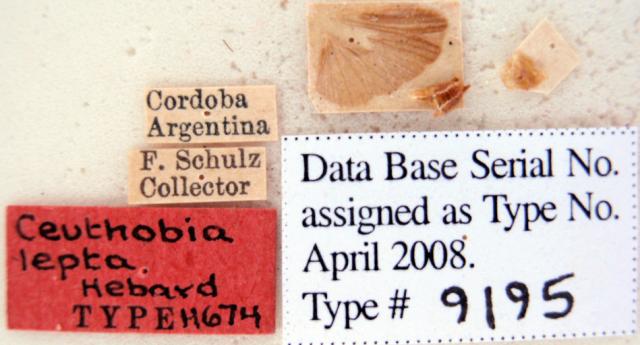 Cordoba
Argentina
F. Schulz
Collector
Ceuthobia
lepta
Hebard
TYPE H674
Data Base Serial No.
assigned as Type No.
April 2008.
Type # 9195